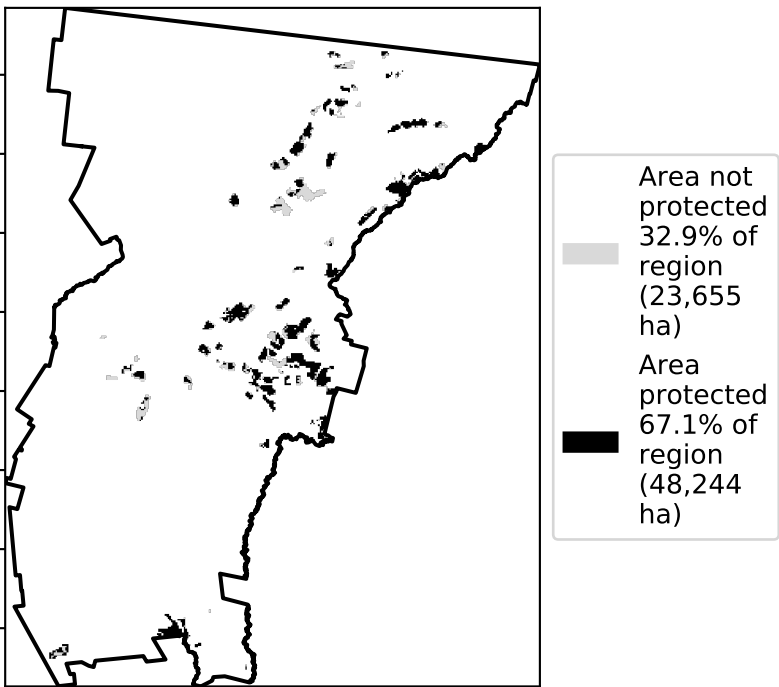 Area not
protected
32.9% of
region
(23,655
ha)
Area
protected
67.1% of
region
(48,244
ha)